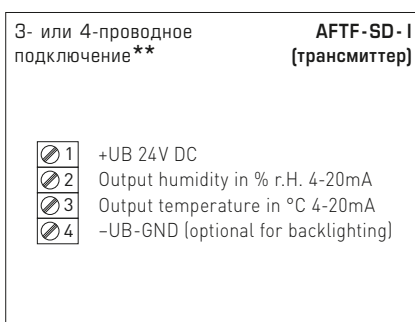 3- или 4-проводное AFTF-SD-I
подключение** (трансмиттер)
1 +UB 24V DC
2 Output humidity in % r.H. 4-20mA
3 Output temperature in °C 4-20mA
4 –UB-GND (optional for backlighting)